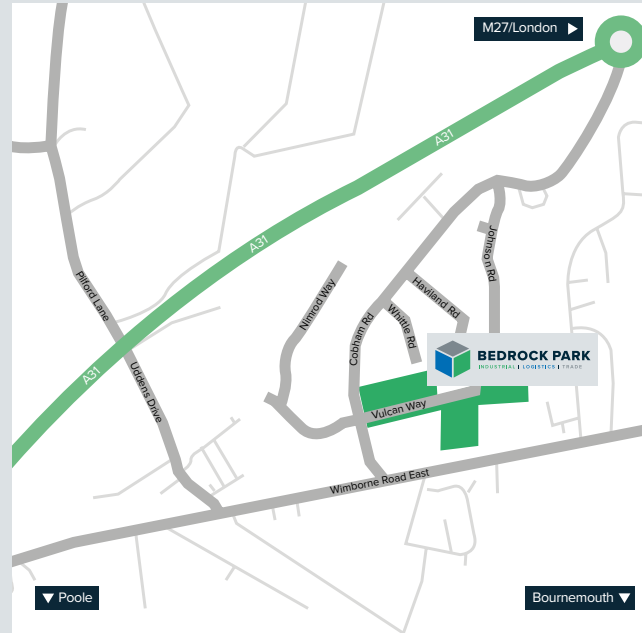 M27/London
A31
A31
Johnson Rd
Pilford Lane
Nimrod Way
Haviland Rd
Whittle Rd
Cobham Rd
BEDROCK PARK
INDUSTRIAL | LOGISTICS | TRADE
A31
Uddens Drive
Vulcan Way
Wimborne Road East
Poole
Bournemouth